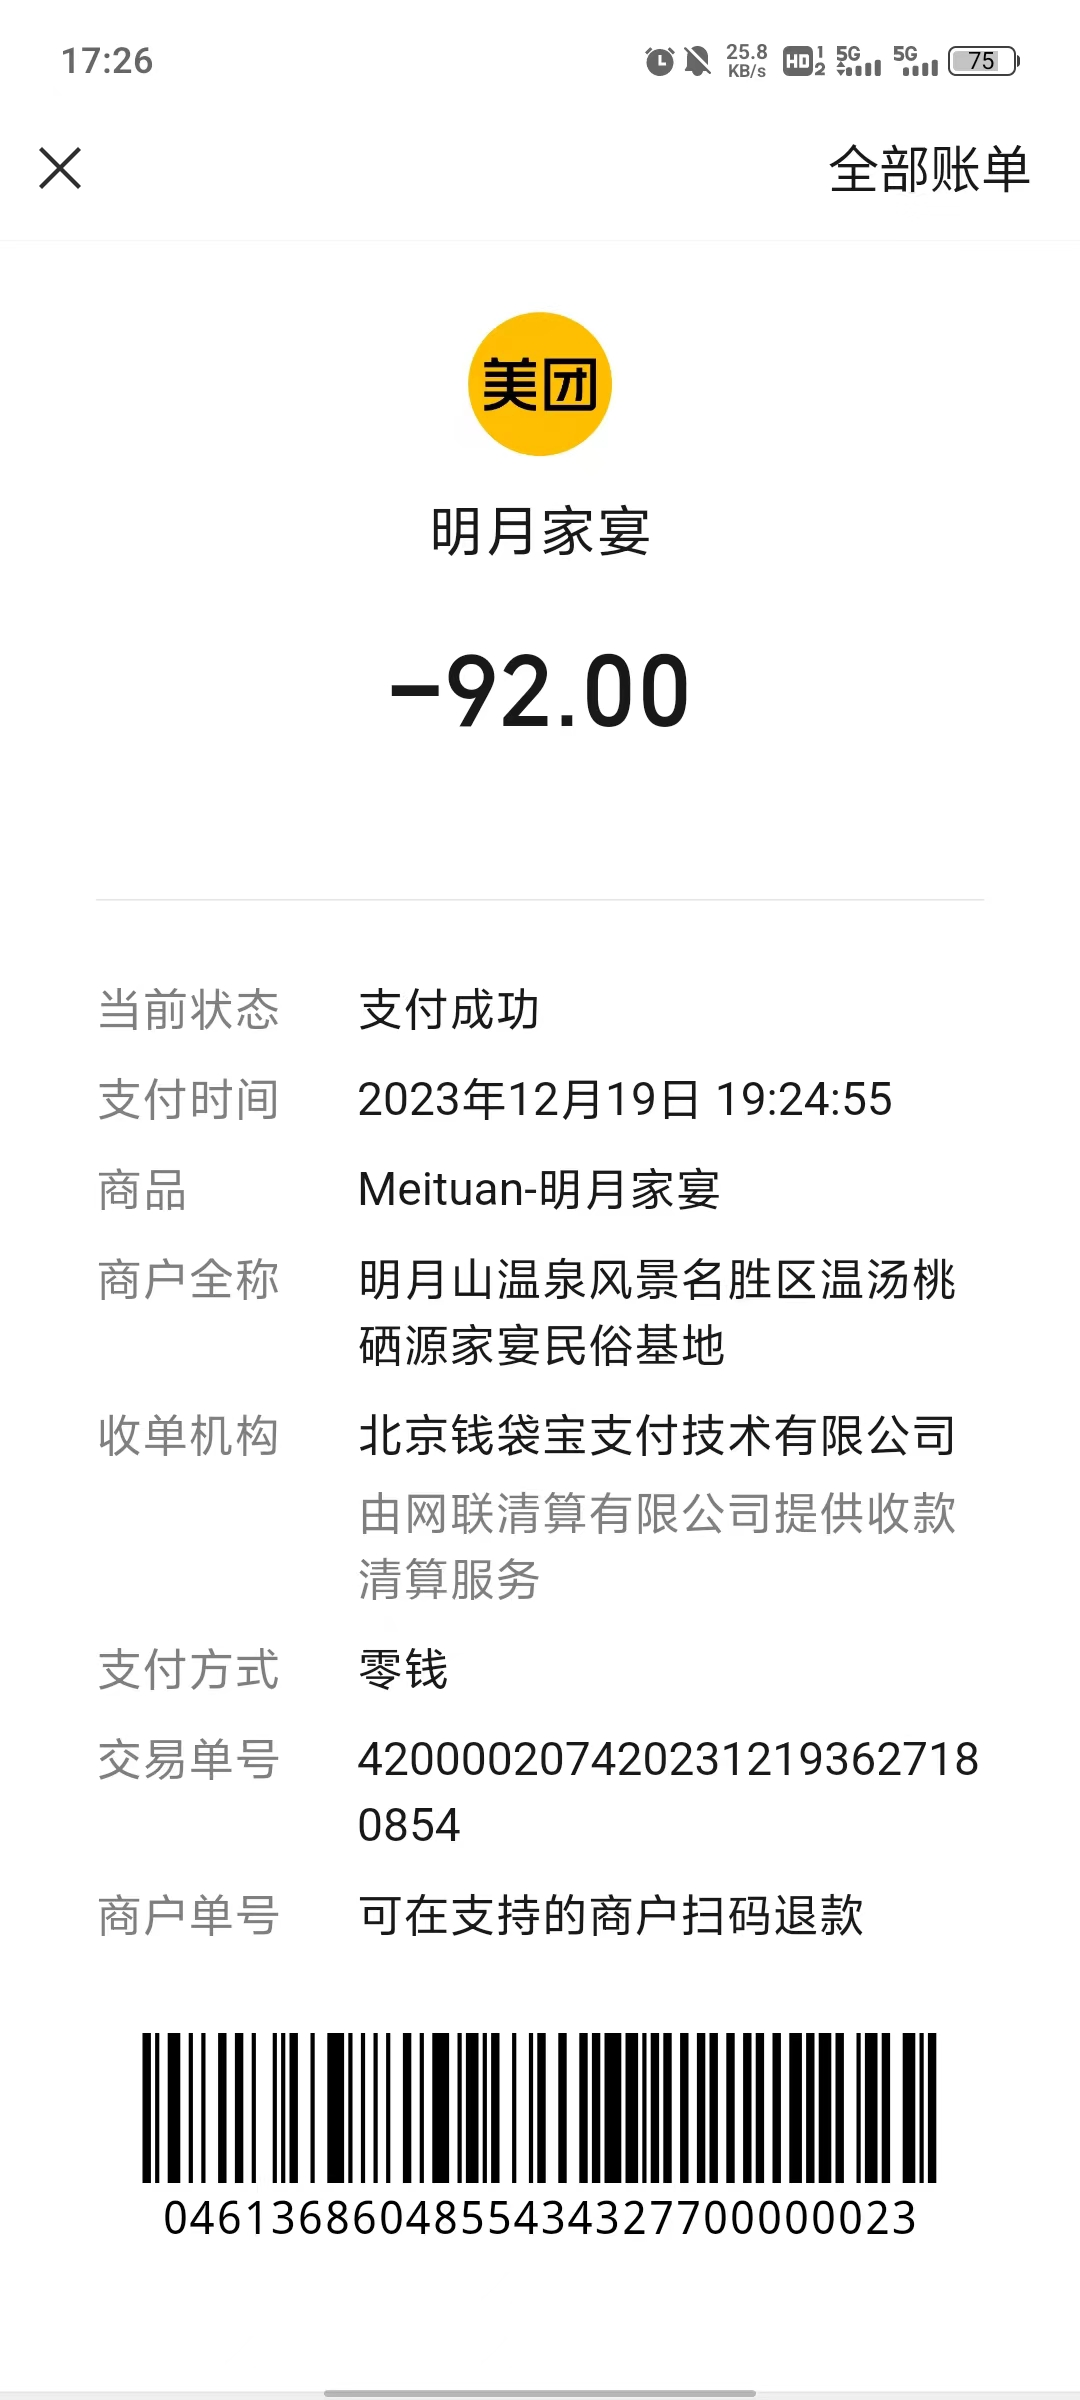 17:26
25.8 KB/s HD 1 2 5G 5G 75
全部账单
美团
明月家宴
-92.00
当前状态 支付成功
支付时间 2023年12月19日 19:24:55
商品 Meituan-明月家宴
商户全称 明月山温泉风景名胜区温汤桃
硒源家宴民俗基地
收单机构 北京钱袋宝支付技术有限公司
由网联清算有限公司提供收款
清算服务
支付方式 零钱
交易单号 420000207420231219362718
0854
商户单号 可在支持的商户扫码退款
0461368604855434327700000023